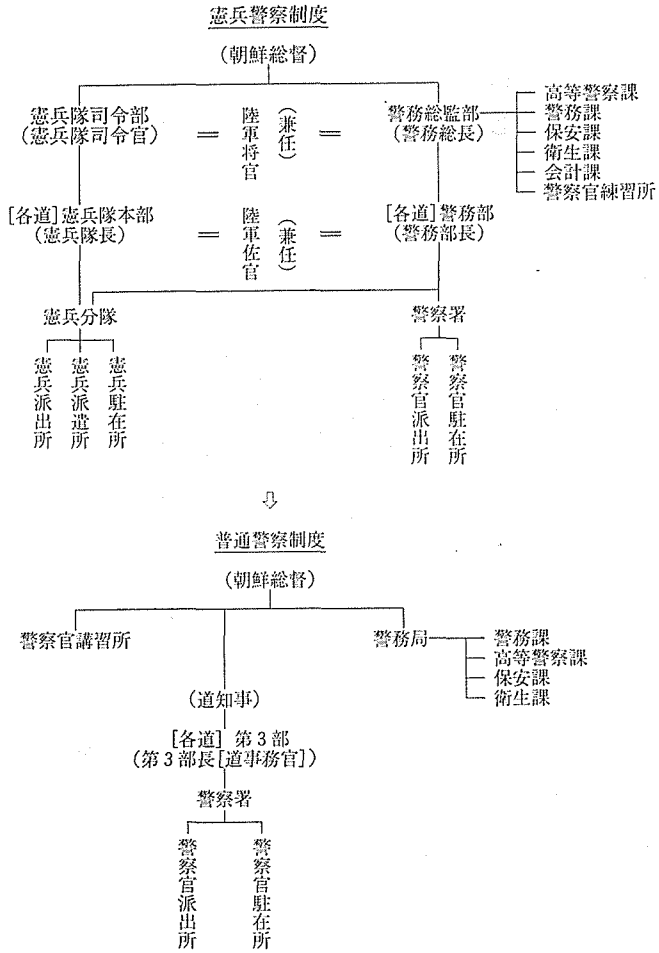 憲兵警察制度
(朝鮮総督)
憲兵隊司令部
(憲兵隊司令官)
=
陸軍将官
(兼任)
=
警務総監部
(警務総長)
高等警察課
警務課
保安課
衛生課
会計課
警察官練習所
[各道]憲兵隊本部
(憲兵隊長)
=
陸軍佐官
(兼任)
=
[各道]警務部
(警務部長)
憲兵分隊
憲兵派出所
憲兵派遣所
憲兵駐在所
警察署
警察官派出所
警察官駐在所
⇩
普通警察制度
(朝鮮総督)
警察官講習所
警務局
警務課
高等警察課
保安課
衛生課
(道知事)
[各道] 第3部
(第3部長[道事務官])
警察署
警察官派出所
警察官駐在所